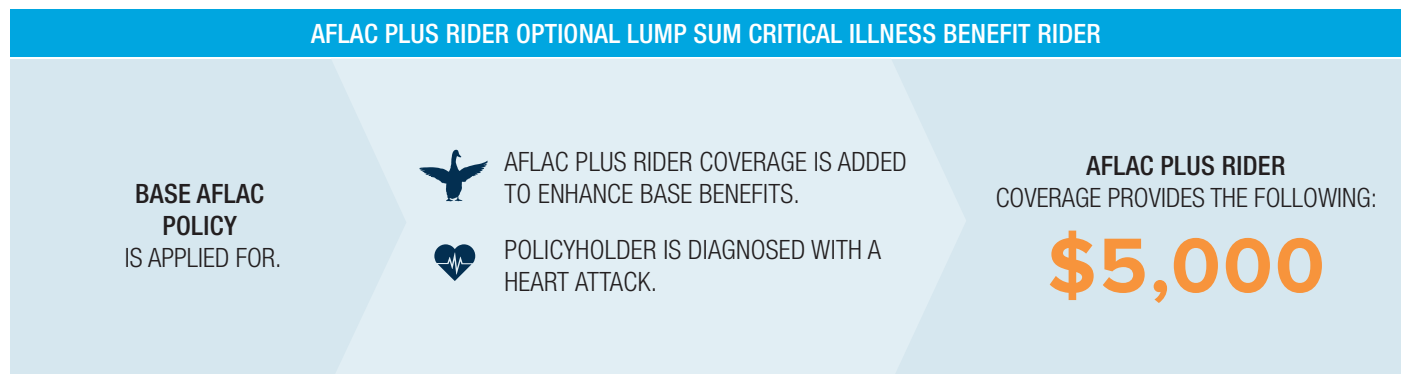 AFLAC PLUS RIDER OPTIONAL LUMP SUM CRITICAL ILLNESS BENEFIT RIDER
BASE AFLAC
POLICY
IS APPLIED FOR.
AFLAC PLUS RIDER COVERAGE IS ADDED
TO ENHANCE BASE BENEFITS.
POLICYHOLDER IS DIAGNOSED WITH A
HEART ATTACK.
AFLAC PLUS RIDER
COVERAGE PROVIDES THE FOLLOWING:
$5,000